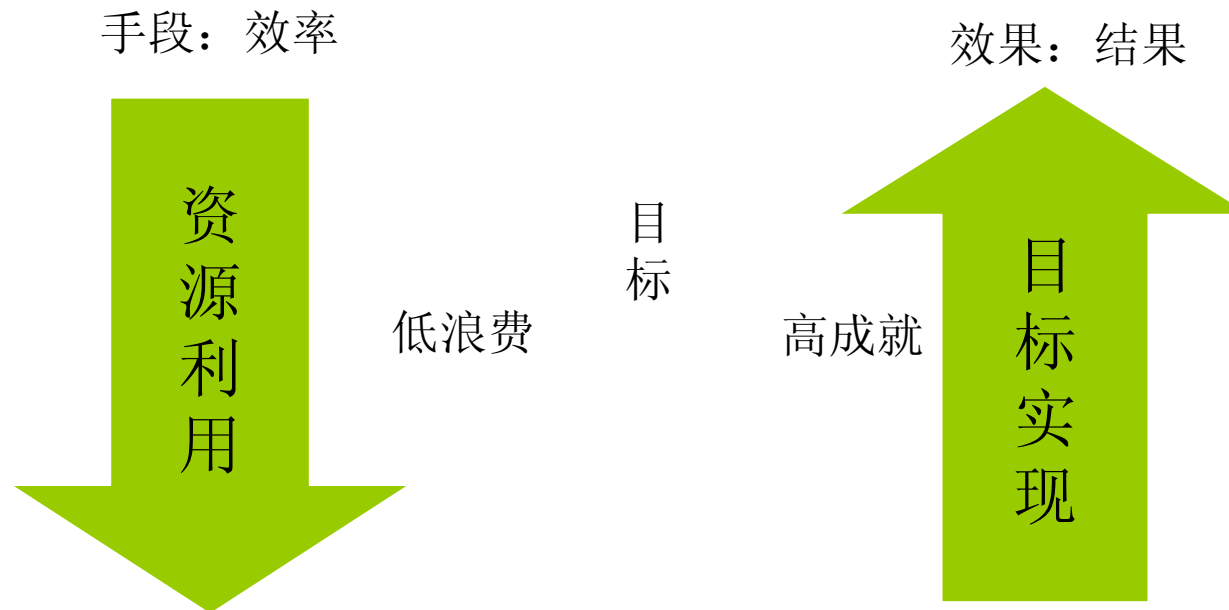 手段：效率
效果：结果
资源利用
低浪费
目标
高成就
目标实现